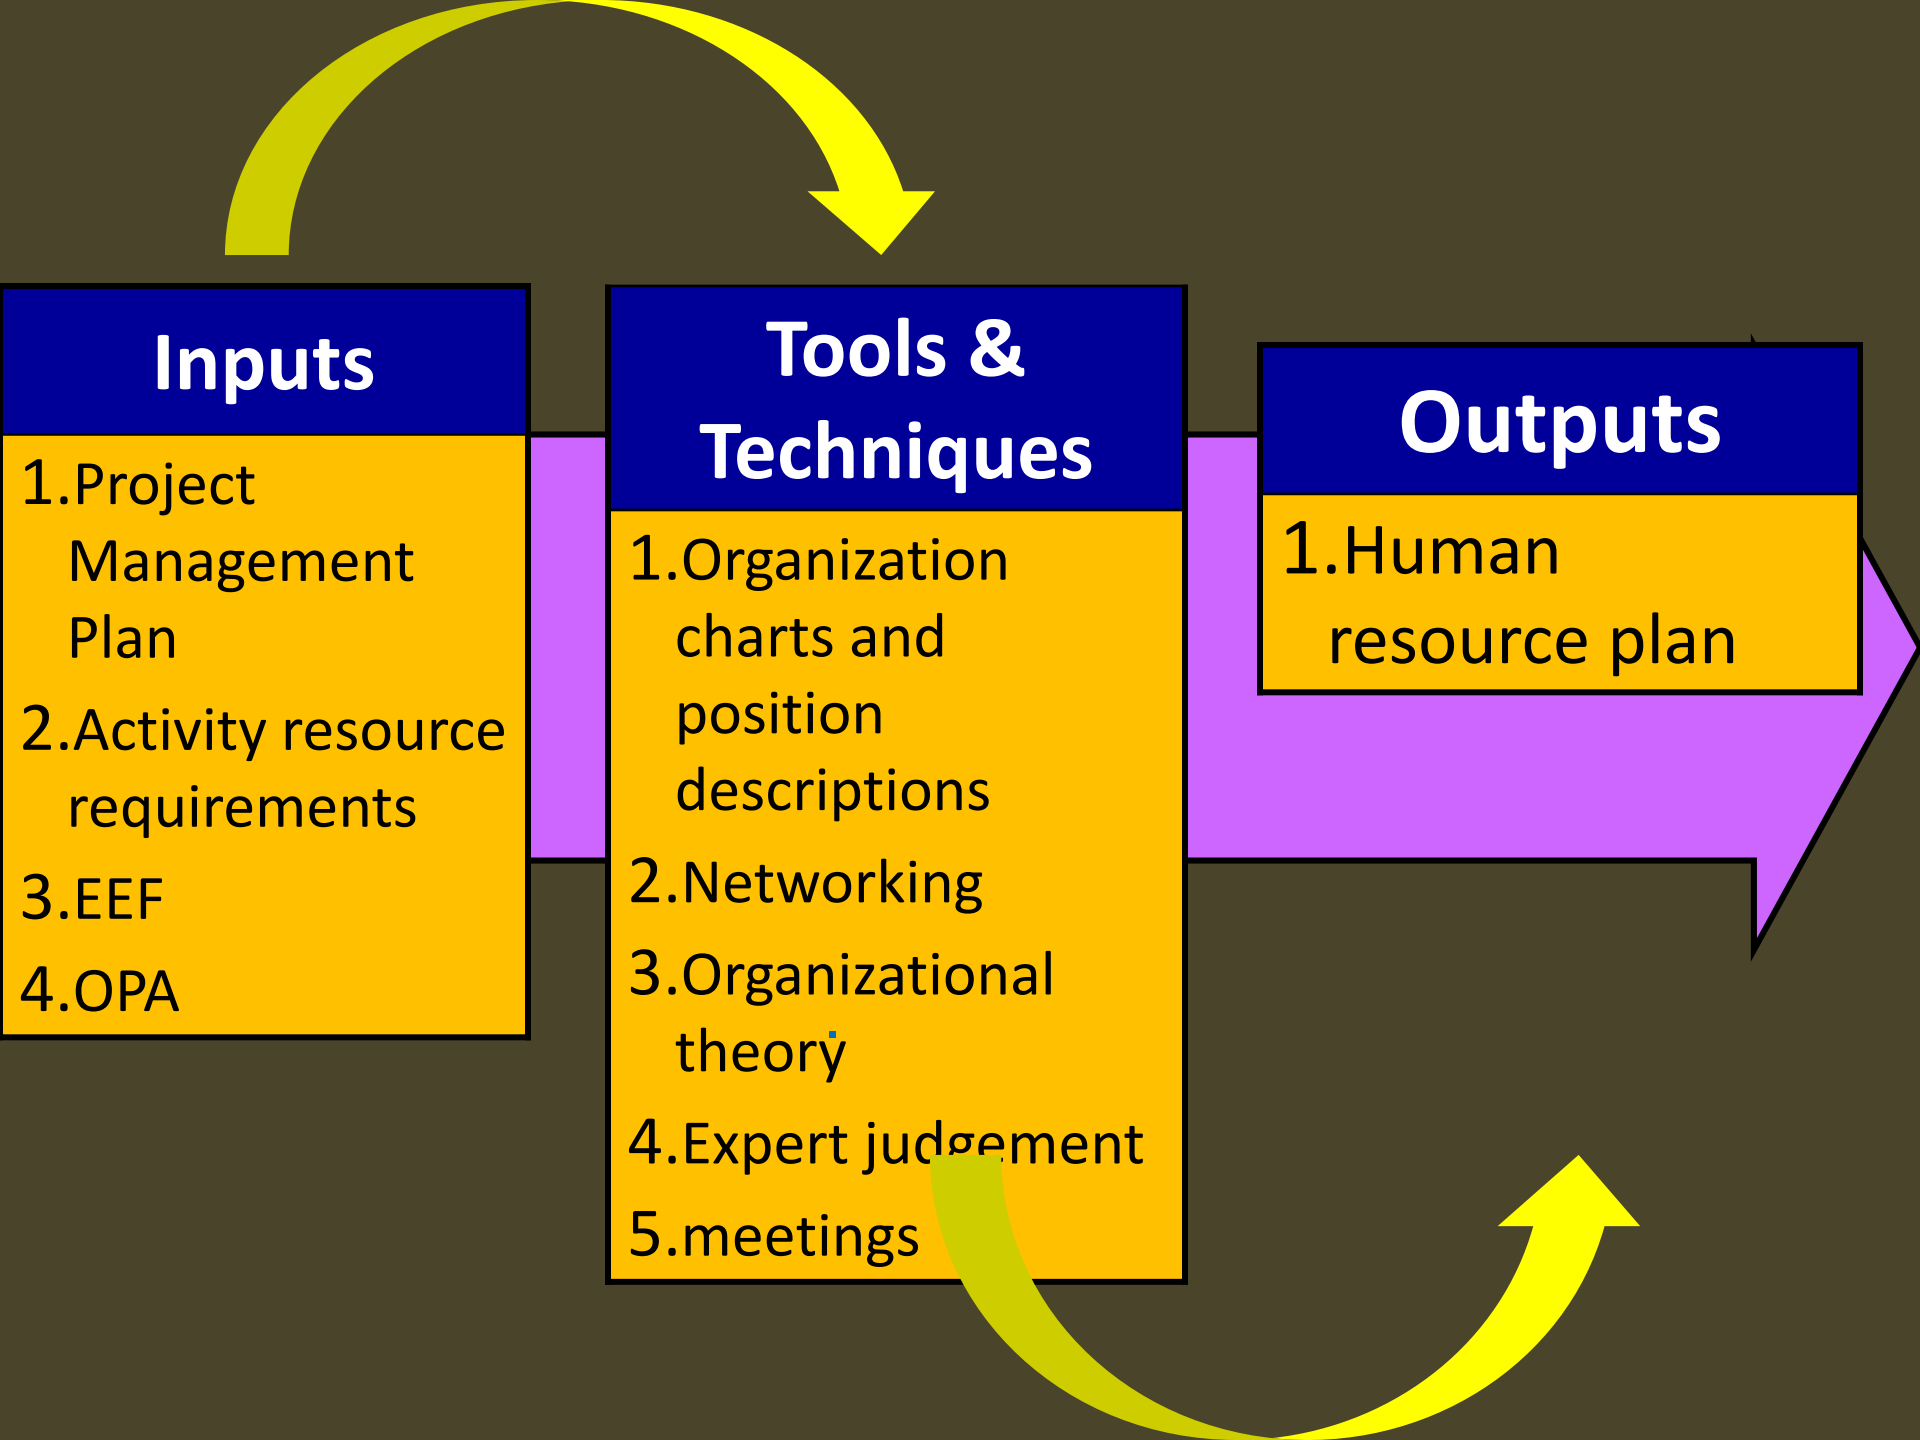 Inputs
1.Project
Management
Plan
2.Activity resource
requirements
3.EEF
4.OPA
Tools &
Techniques
1.Organization
charts and
position
descriptions
2.Networking
3.Organizational
theory
4.Expert judgement
5.meetings
Outputs
1.Human
resource plan